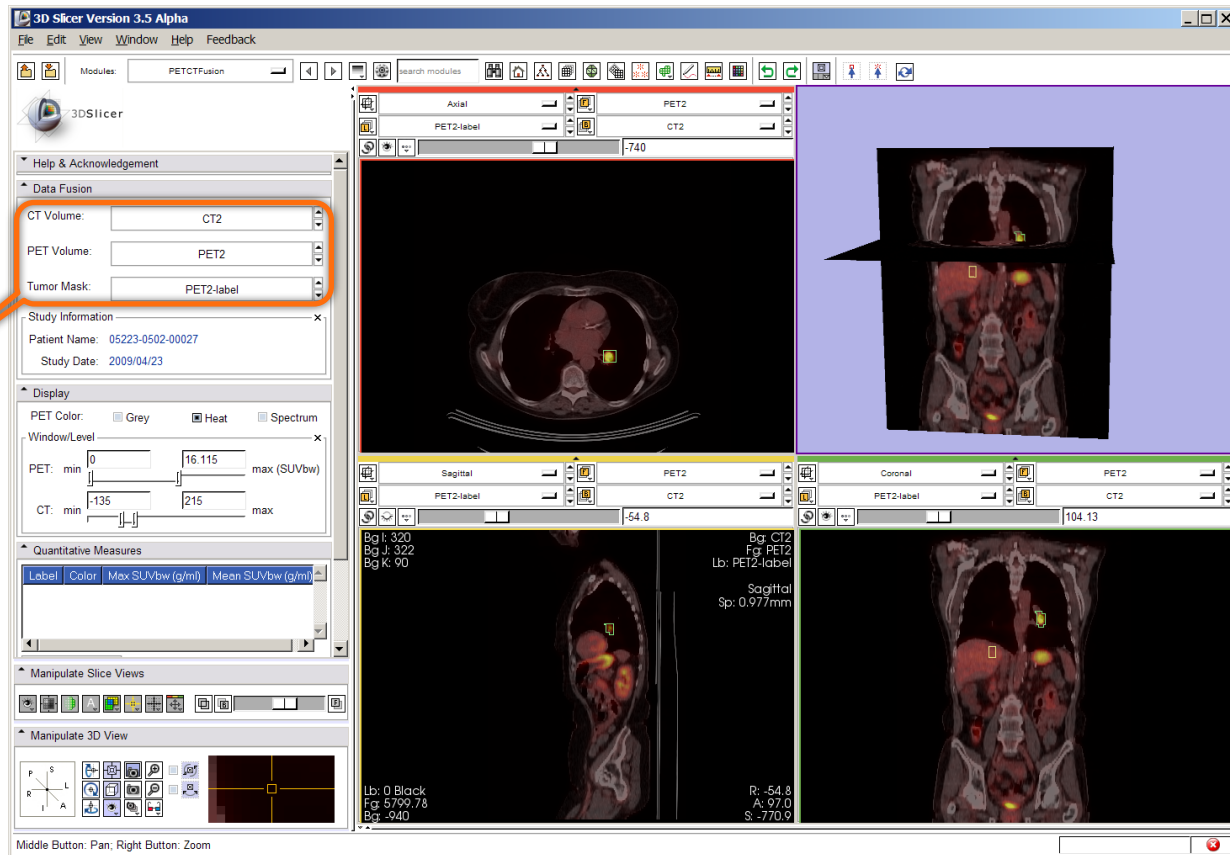 3D Slicer Version 3.5 Alpha
File Edit View Window Help Feedback
Modules: PETCTFusion search modules
3DSlicer
Help & Acknowledgement
Data Fusion
CT Volume: CT2
PET Volume: PET2
Tumor Mask: PET2-label
Study Information
Patient Name: 05223-0502-00027
Study Date: 2009/04/23
Display
PET Color: Grey Heat Spectrum
Window/Level
PET: min 0 16.115 max (SUVbw)
CT: min -135 215 max
Quantitative Measures
Label Color Max SUVbw (g/ml) Mean SUVbw (g/ml)
Manipulate Slice Views
Manipulate 3D View
P S
R L
I A
Axial PET2
PET2-label CT2
-740
Sagittal PET2
PET2-label CT2
-54.8
Bg I: 320
Bg J: 322
Bg K: 90
Bg: CT2
Fg: PET2
Lb: PET2-label
Sagittal
Sp: 0.977mm
Lb: 0 Black
Fg: 5799.78
Bg: -940
R: -54.8
A: 97.0
S: -770.9
Coronal PET2
PET2-label CT2
104.13
Middle Button: Pan; Right Button: Zoom